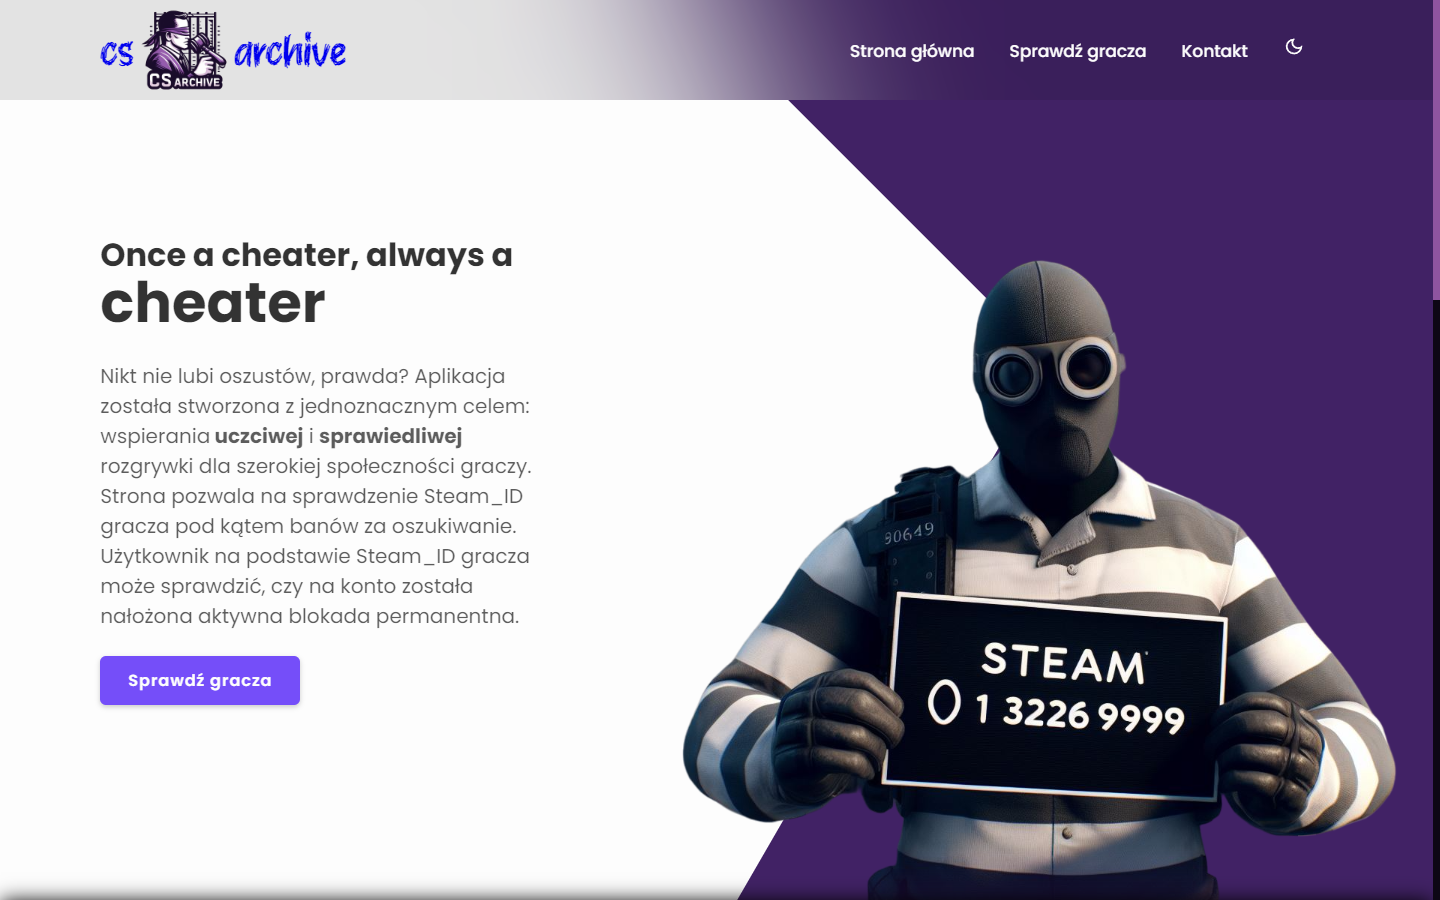 cs archive
CS ARCHIVE
Strona główna Sprawdź gracza Kontakt
Once a cheater, always a
cheater
Nikt nie lubi oszustów, prawda? Aplikacja
została stworzona z jednoznacznym celem:
wspierania uczciwej i sprawiedliwej
rozgrywki dla szerokiej społeczności graczy.
Strona pozwala na sprawdzenie Steam_ID
gracza pod kątem banów za oszukiwanie.
Użytkownik na podstawie Steam_ID gracza
może sprawdzić, czy na konto została
nałożona aktywna blokada permanentna.
Sprawdź gracza
90649
STEAM
0 1 3226 9999